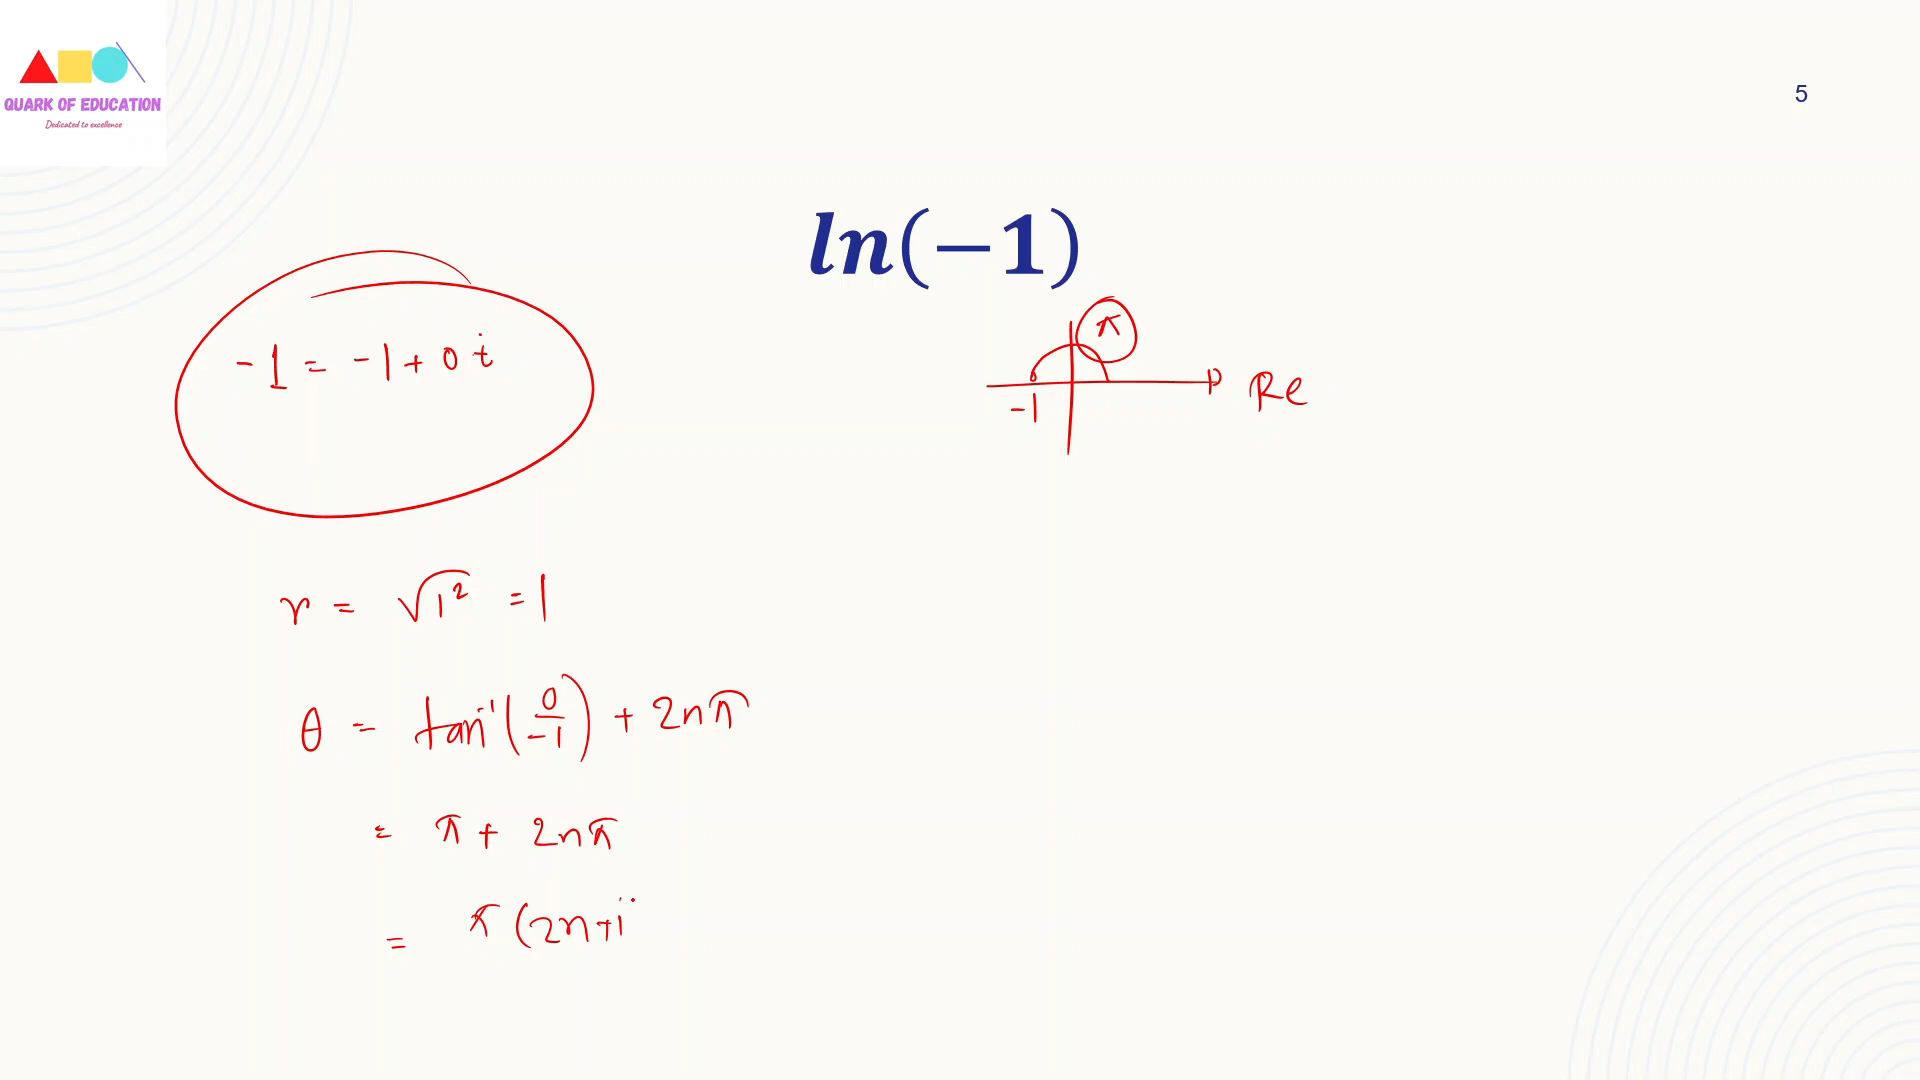 QUARK OF EDUCATION
Dedicated to excellence
5
ln(−1)
-1 = -1 + 0 i
π
-1
Re
r = √1² = 1
θ = tan⁻¹(0/-1) + 2nπ
= π + 2nπ
= π (2n+1